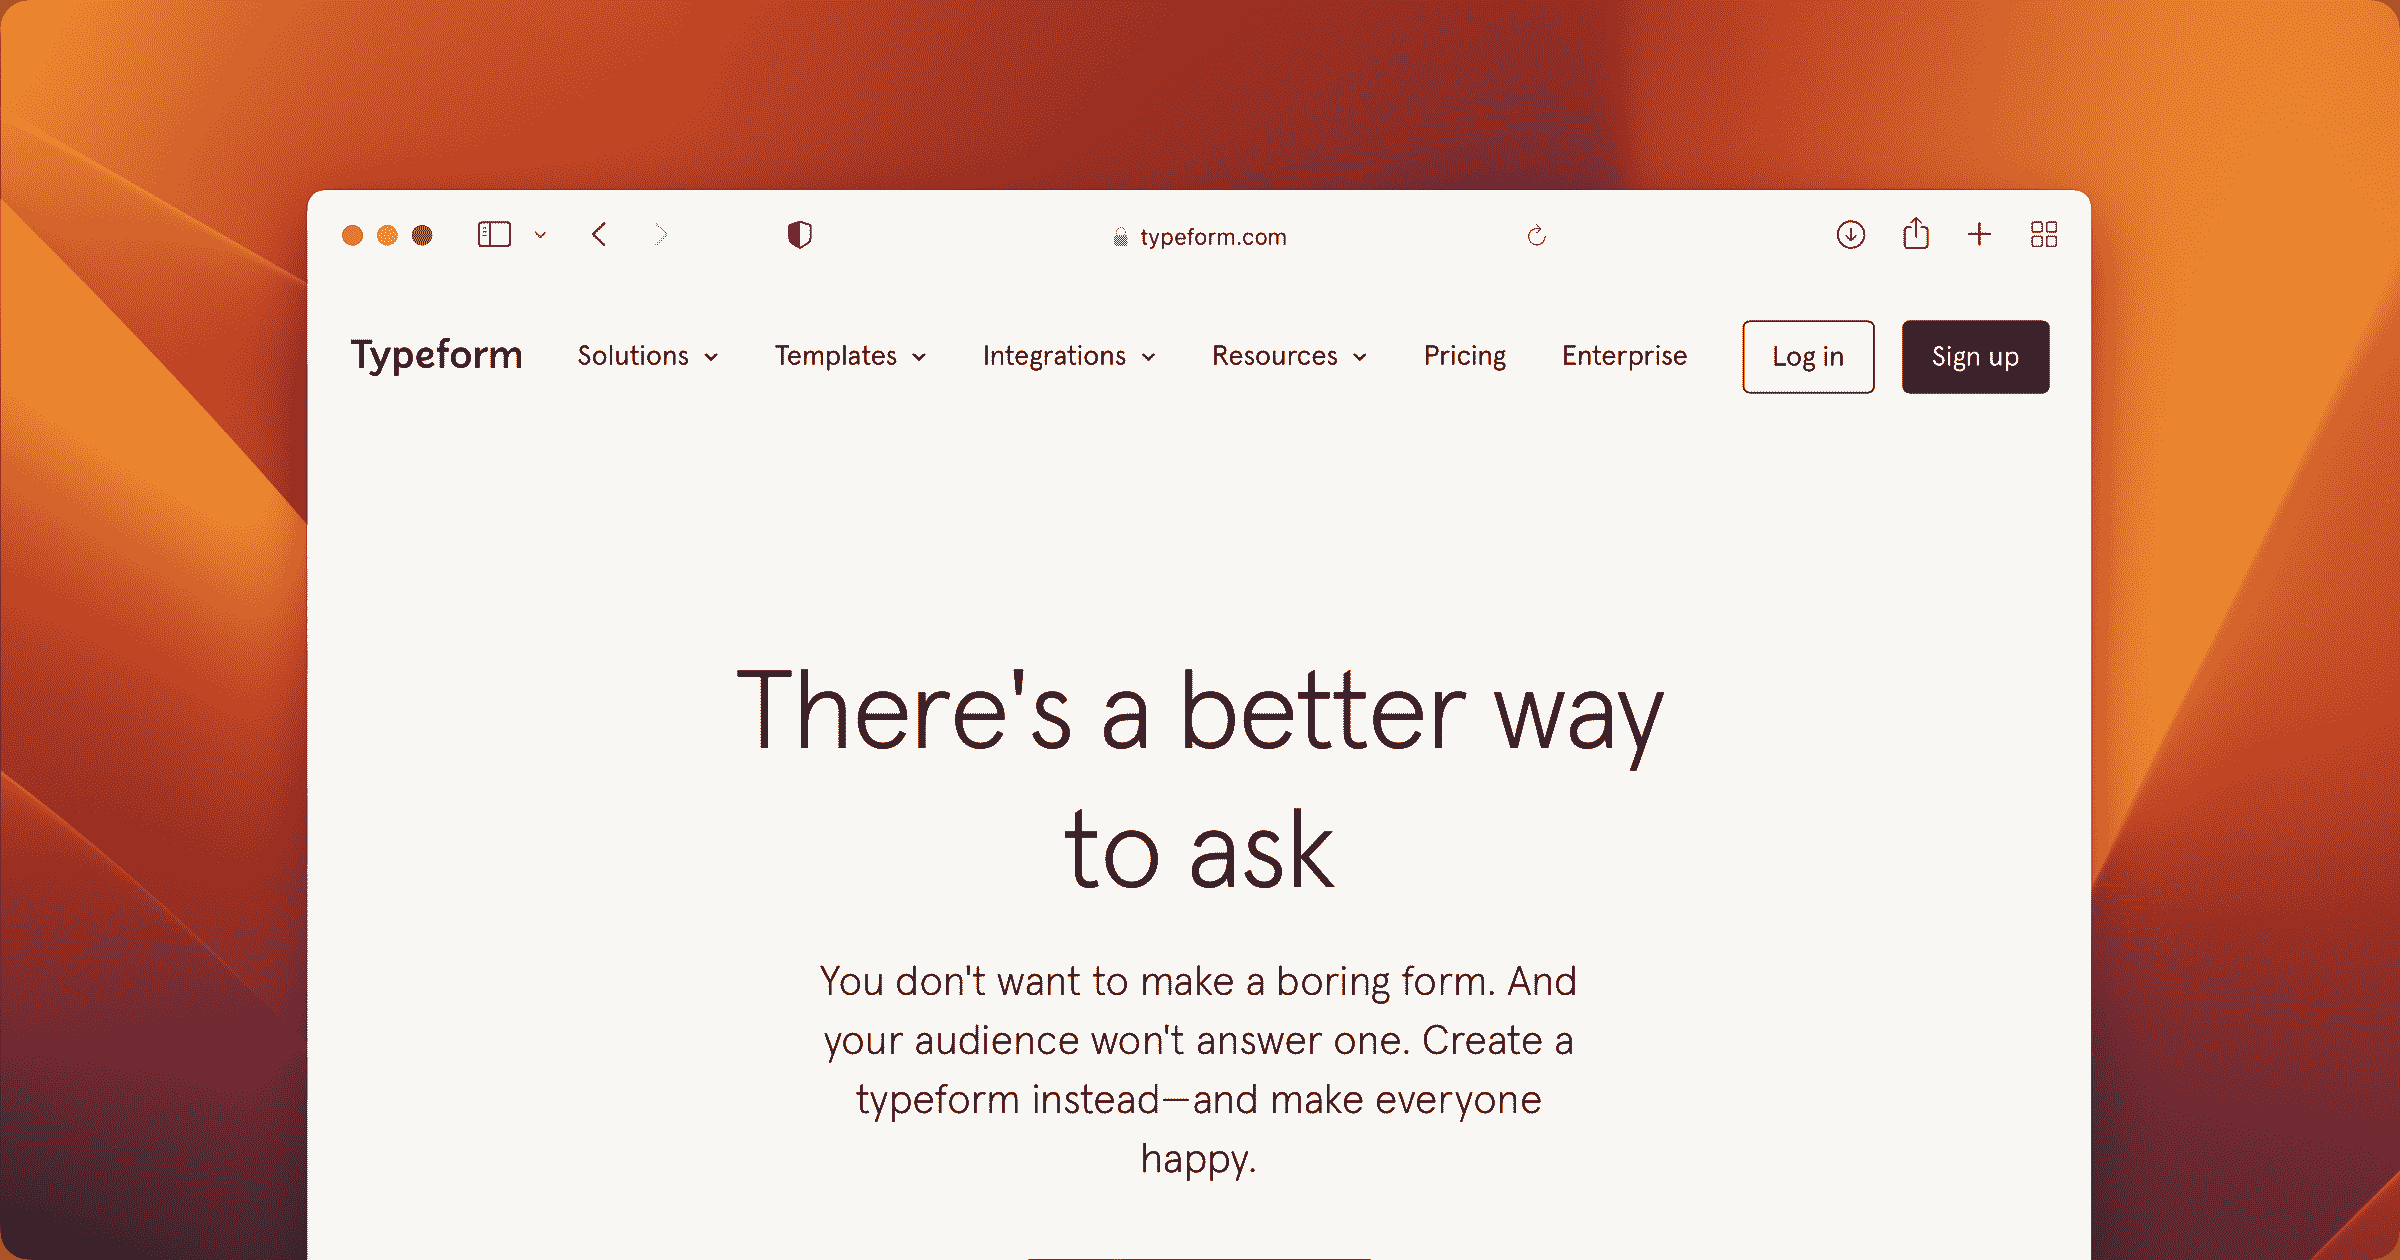 typeform.com
Typeform Solutions Templates Integrations Resources Pricing Enterprise Log in Sign up
There's a better way
to ask
You don't want to make a boring form. And
your audience won't answer one. Create a
typeform instead—and make everyone
happy.